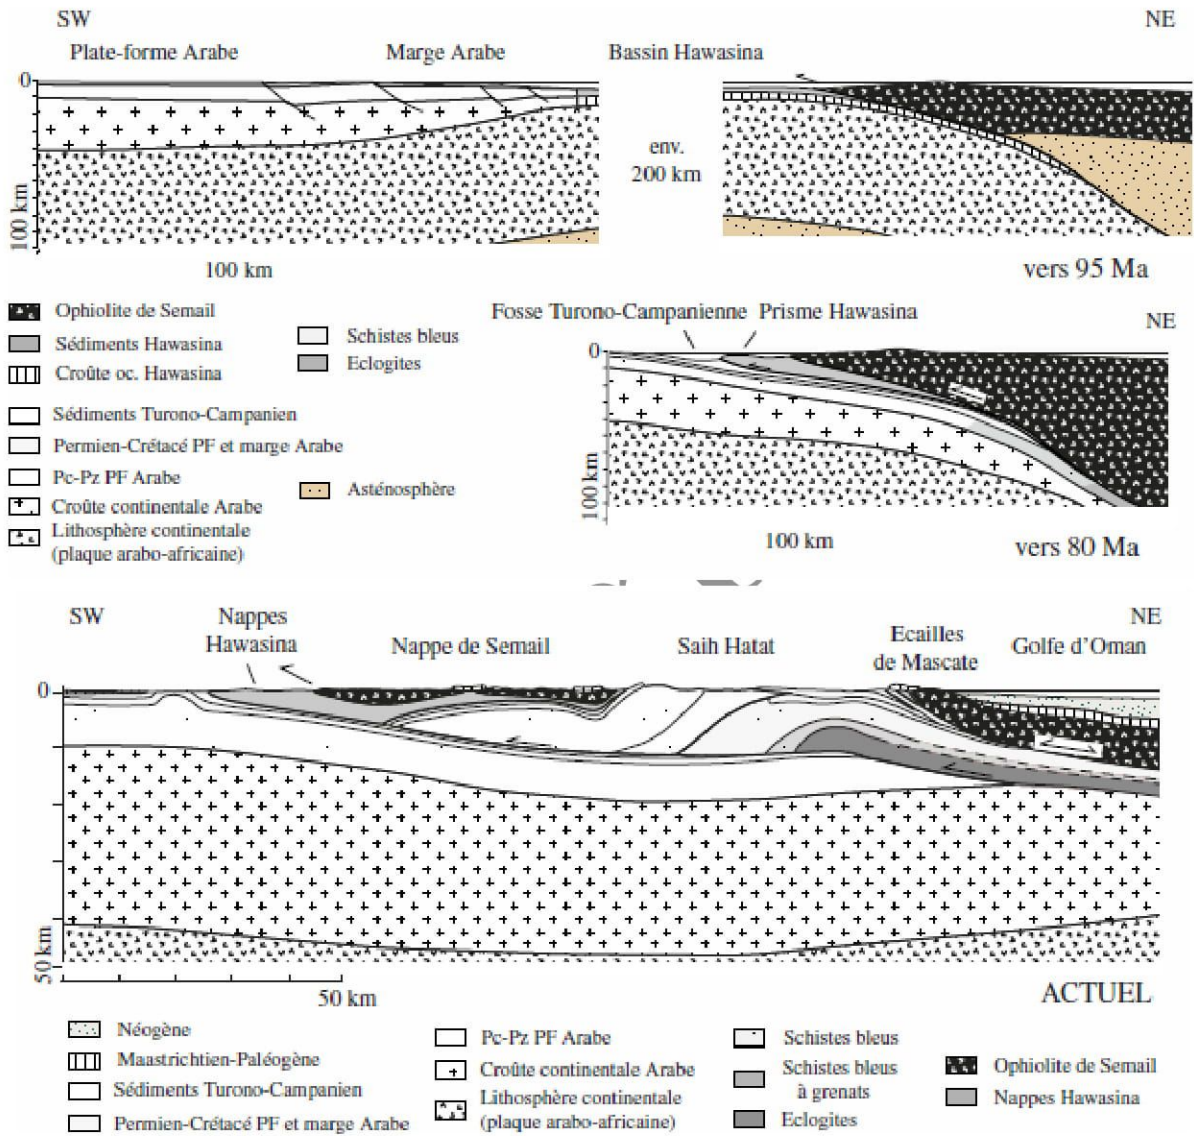 SW NE
Plate-forme Arabe Marge Arabe Bassin Hawasina
0
env.
200 km
100 km
100 km
vers 95 Ma
Ophiolite de Semail
Sédiments Hawasina
Croûte oc. Hawasina
Schistes bleus
Eclogites
Sédiments Turono-Campanien
Permien-Crétacé PF et marge Arabe
Pc-Pz PF Arabe
Croûte continentale Arabe
Lithosphère continentale
(plaque arabo-africaine)
Asténosphère
Fosse Turono-Campanienne Prisme Hawasina
NE
0
100 km
100 km
vers 80 Ma
SW NE
Nappes
Hawasina
Nappe de Semail
Saih Hatat
Ecailles
de Mascate
Golfe d'Oman
0
50 km
50 km
ACTUEL
Néogène
Maastrichtien-Paléogène
Sédiments Turono-Campanien
Permien-Crétacé PF et marge Arabe
Pc-Pz PF Arabe
Croûte continentale Arabe
Lithosphère continentale
(plaque arabo-africaine)
Schistes bleus
Schistes bleus
à grenats
Eclogites
Ophiolite de Semail
Nappes Hawasina